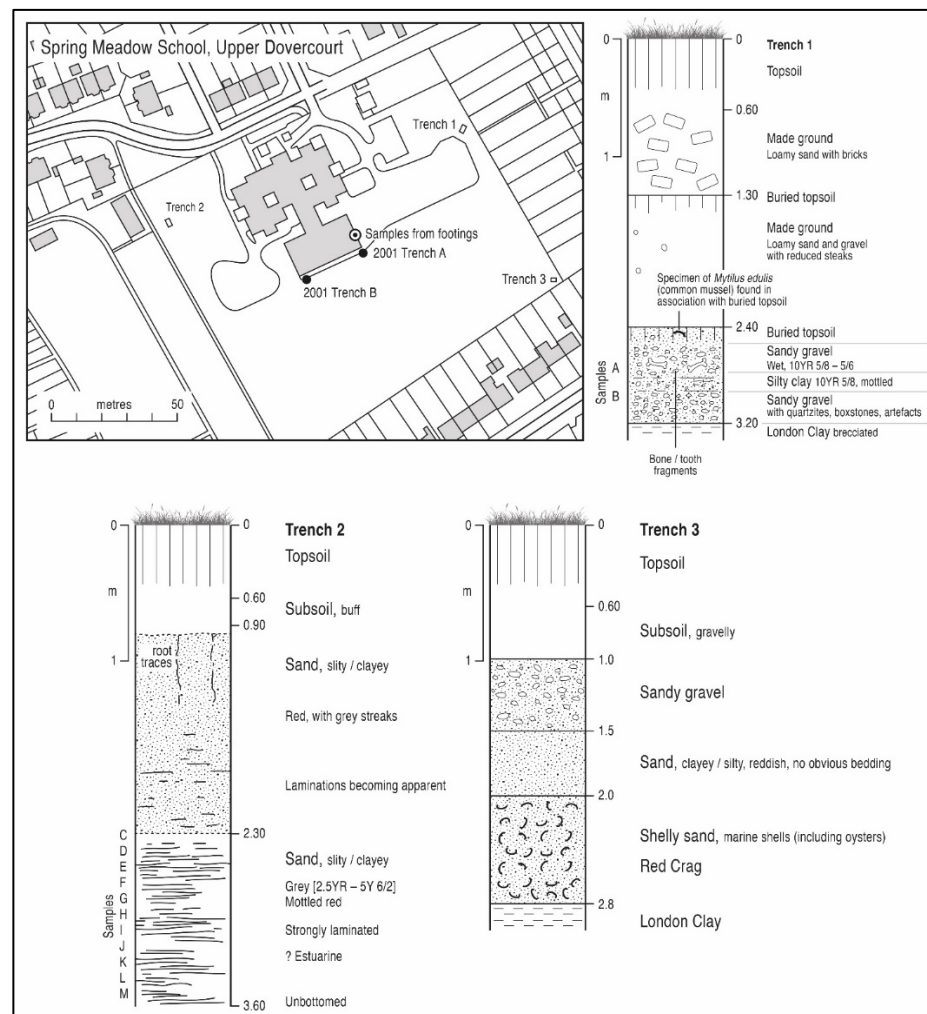 Spring Meadow School, Upper Dovercourt
Trench 1
Trench 2
Samples from footings
2001 Trench A
2001 Trench B
Trench 3
0 metres 50
0
m
1
0
0.60
1.30
2.40
3.20
Trench 1
Topsoil
Made ground
Loamy sand with bricks
Buried topsoil
Made ground
Loamy sand and gravel
with reduced steaks
Specimen of Mytilus edulis
(common mussel) found in
association with buried topsoil
Buried topsoil
Sandy gravel
Wet, 10YR 5/8 – 5/6
Silty clay 10YR 5/8, mottled
Sandy gravel
with quartzites, boxstones, artefacts
London Clay brecciated
Samples
A
B
Bone / tooth
fragments
0
m
1
0
0.60
0.90
2.30
3.60
Trench 2
Topsoil
Subsoil, buff
root
traces
Sand, slity / clayey
Red, with grey streaks
Laminations becoming apparent
Sand, slity / clayey
Grey [2.5YR – 5Y 6/2]
Mottled red
Strongly laminated
? Estuarine
Unbottomed
Samples
C
D
E
F
G
H
I
J
K
L
M
0
m
1
0
0.60
1.0
1.5
2.0
2.8
Trench 3
Topsoil
Subsoil, gravelly
Sandy gravel
Sand, clayey / silty, reddish, no obvious bedding
Shelly sand, marine shells (including oysters)
Red Crag
London Clay